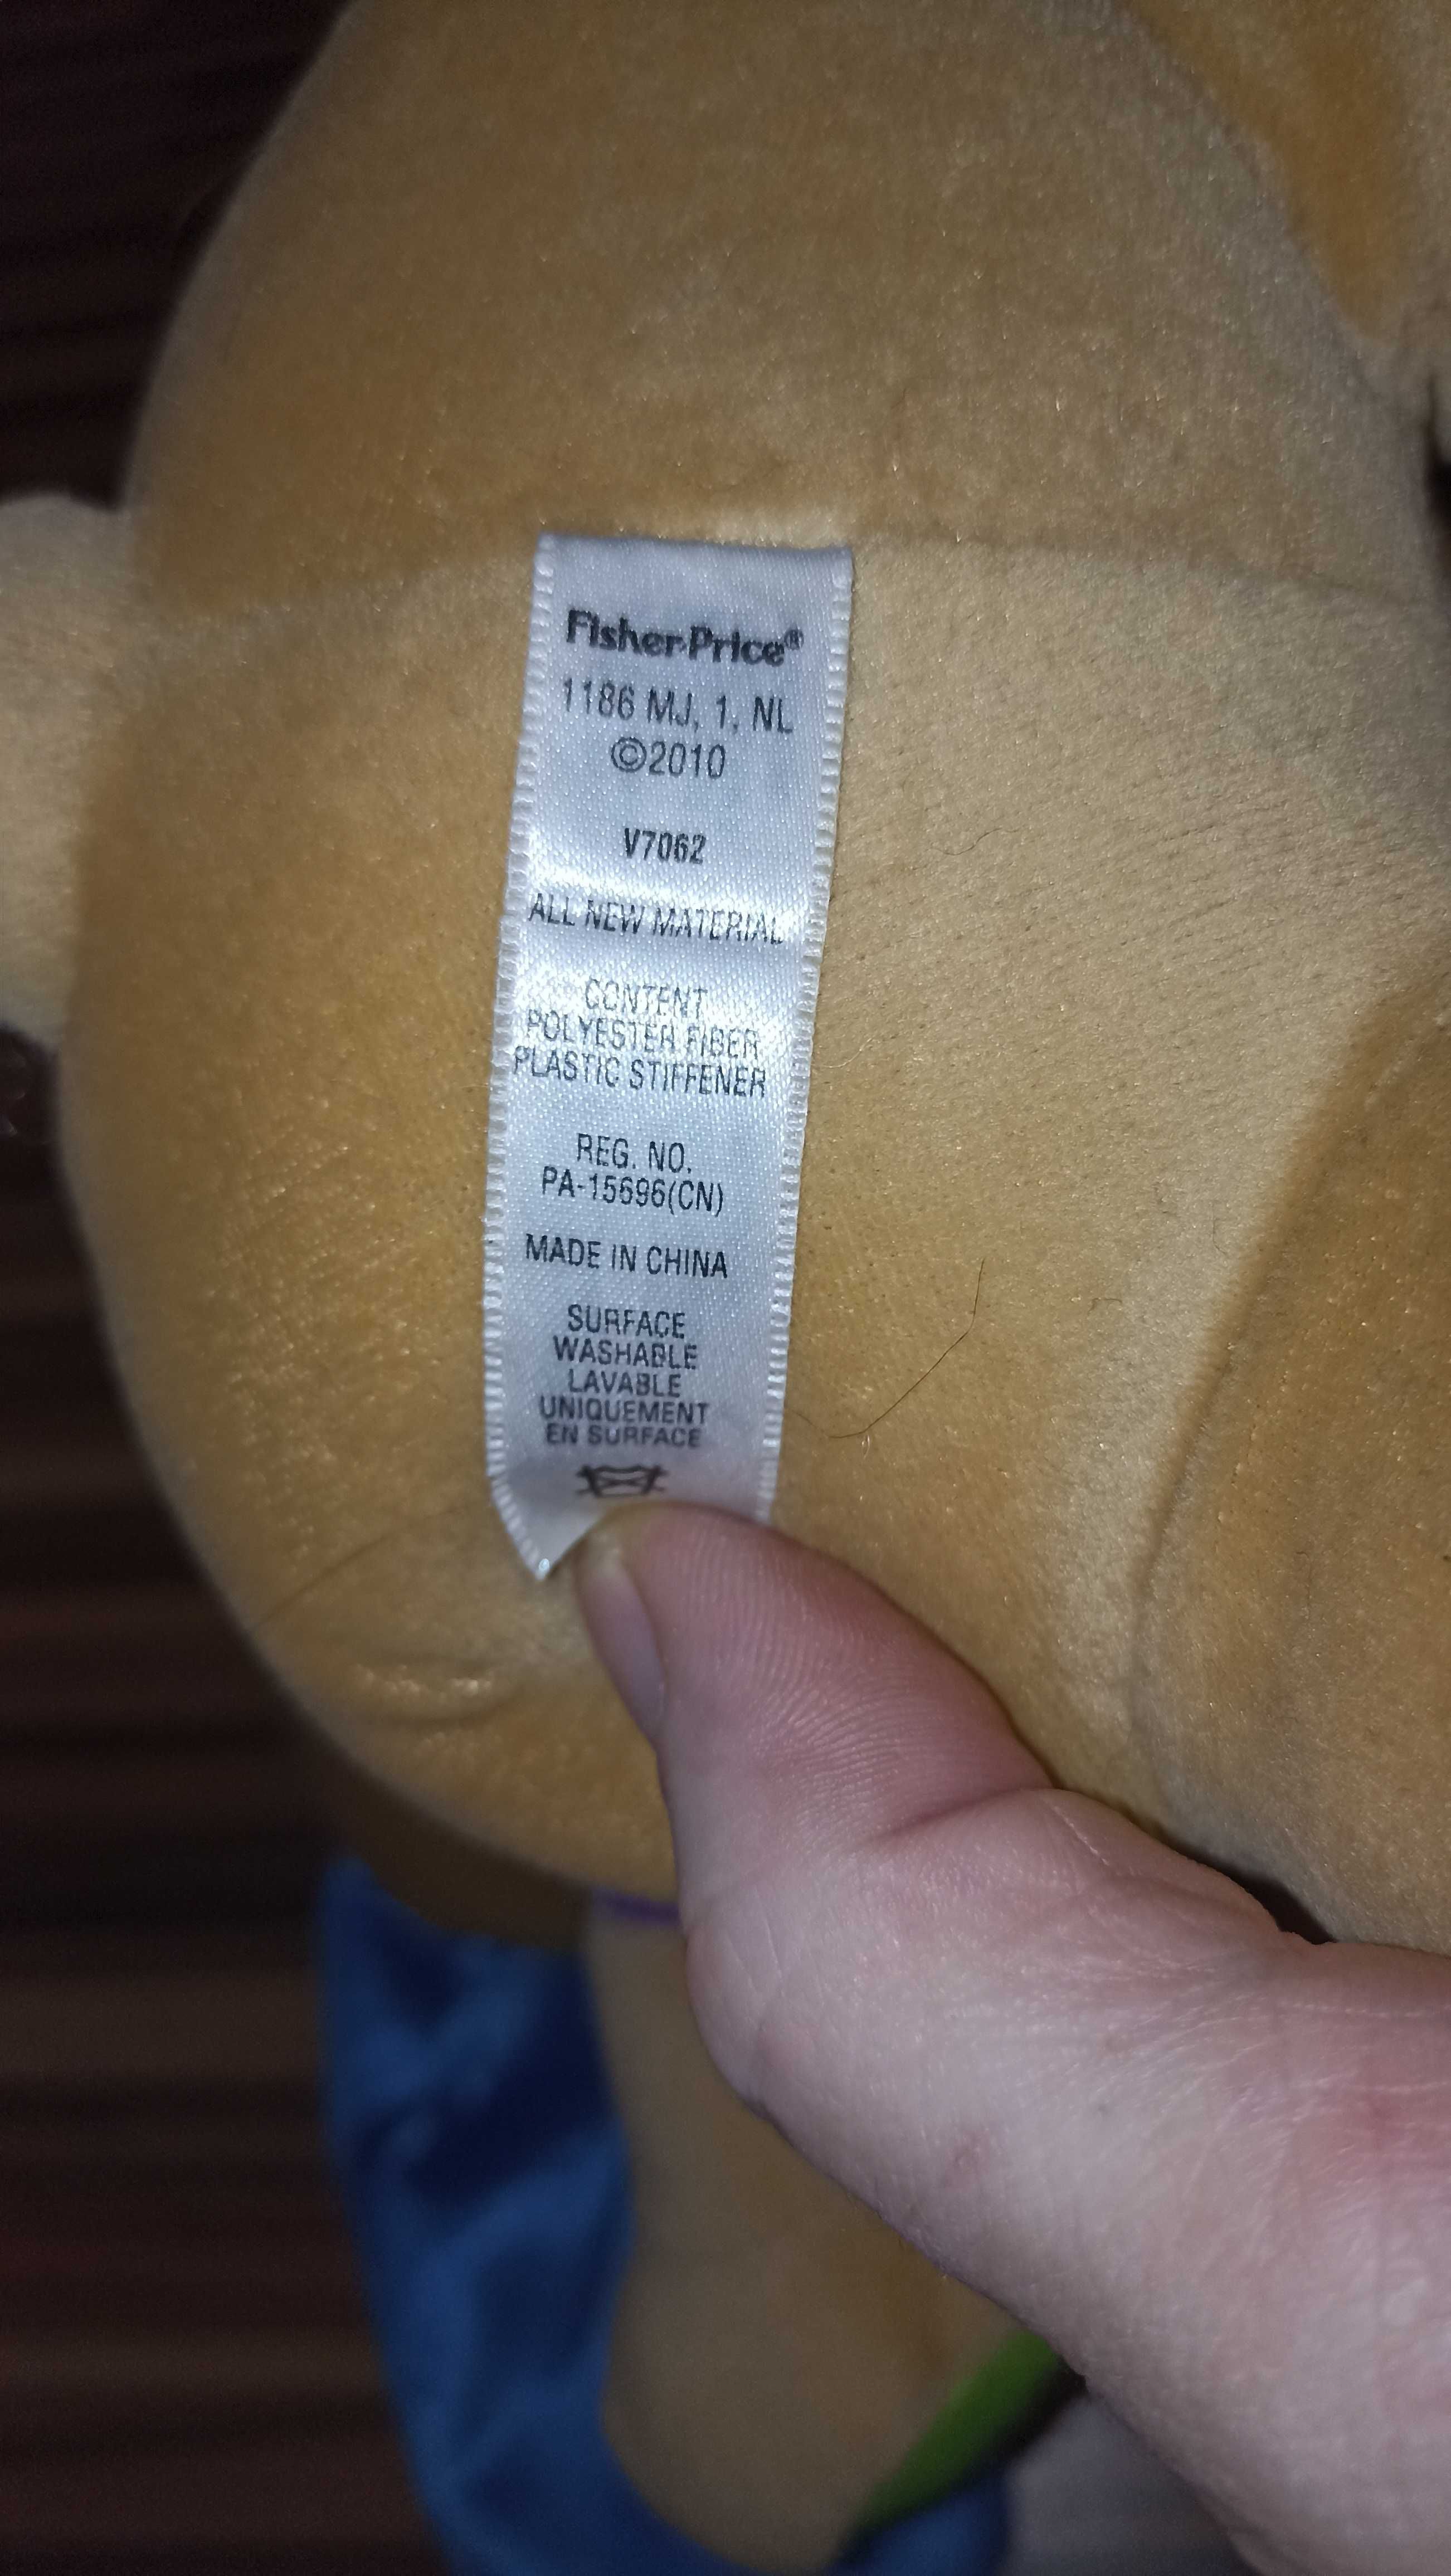 Fisher-Price®
1186 MJ, 1, NL
©2010
V7062
ALL NEW MATERIAL
CONTENT
POLYESTER FIBER
PLASTIC STIFFENER
REG. NO.
PA-15696(CN)
MADE IN CHINA
SURFACE
WASHABLE
LAVABLE
UNIQUEMENT
EN SURFACE